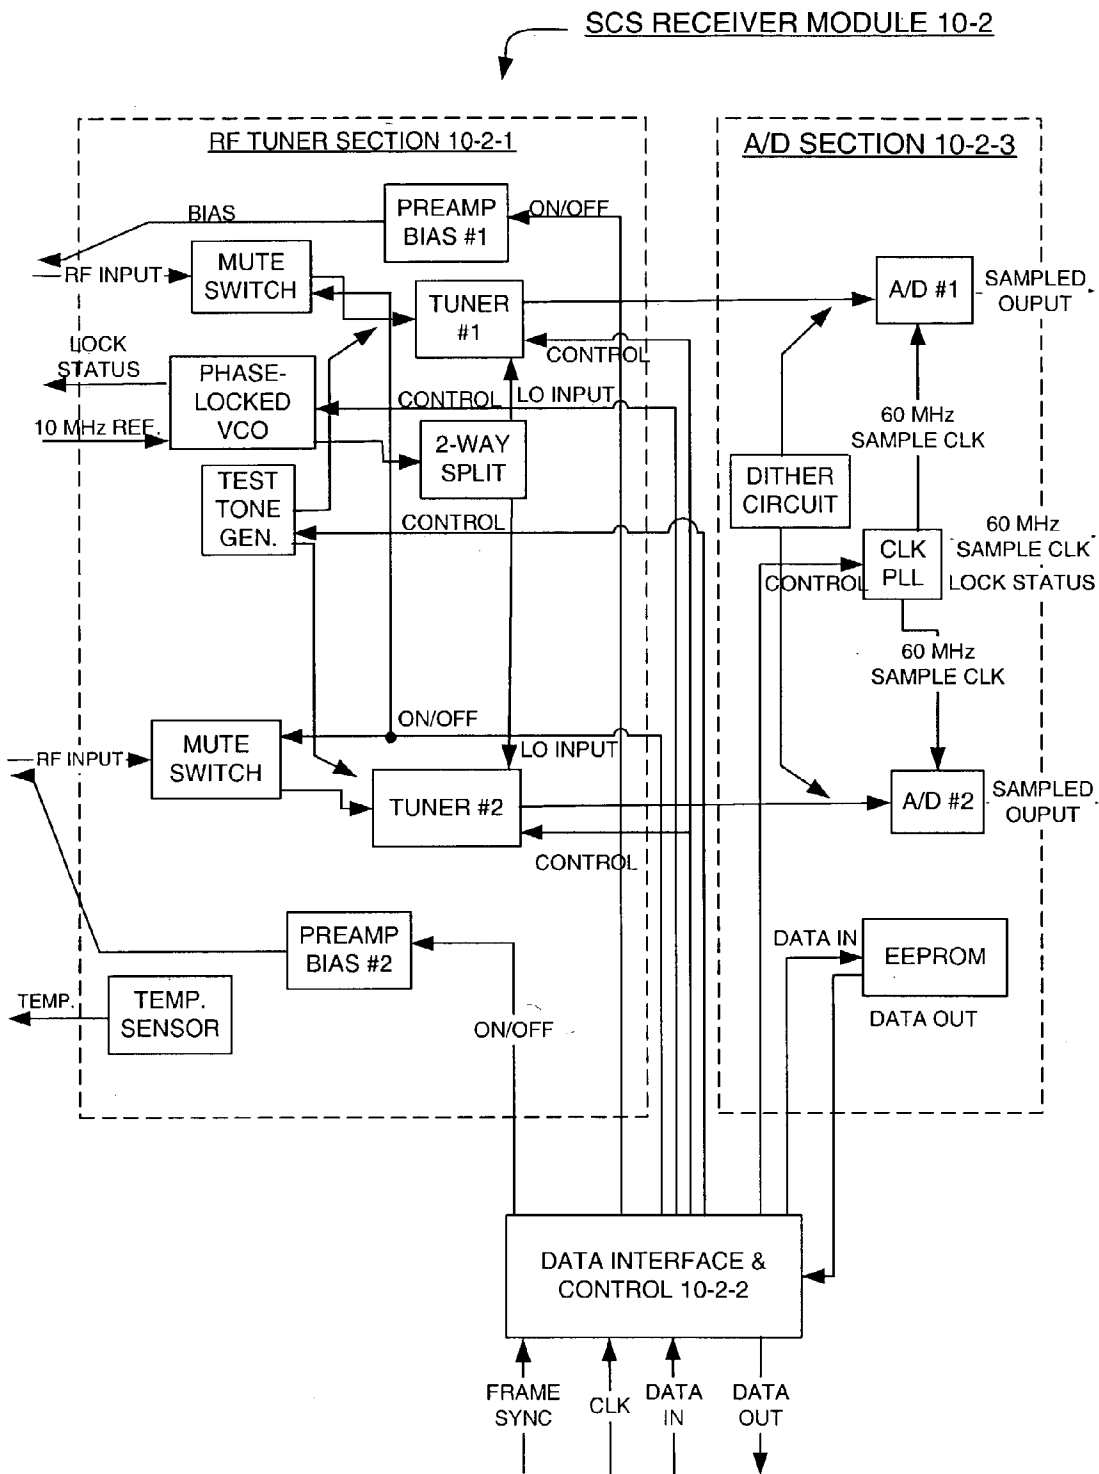 SCS RECEIVER MODULE 10-2
RF TUNER SECTION 10-2-1
A/D SECTION 10-2-3
BIAS
PREAMP
BIAS #1
ON/OFF
RF INPUT
MUTE
SWITCH
TUNER
#1
A/D #1
SAMPLED
OUPUT
LOCK
STATUS
CONTROL
PHASE-
LOCKED
VCO
CONTROL
LO INPUT
10 MHz REF.
60 MHz
SAMPLE CLK
2-WAY
SPLIT
TEST
TONE
GEN.
CONTROL
DITHER
CIRCUIT
CLK
PLL
60 MHz
SAMPLE CLK
LOCK STATUS
CONTROL
60 MHz
SAMPLE CLK
ON/OFF
LO INPUT
RF INPUT
MUTE
SWITCH
TUNER #2
A/D #2
SAMPLED
OUPUT
CONTROL
PREAMP
BIAS #2
DATA IN
EEPROM
DATA OUT
TEMP.
TEMP.
SENSOR
ON/OFF
DATA INTERFACE &
CONTROL 10-2-2
FRAME
SYNC
CLK
DATA
IN
DATA
OUT